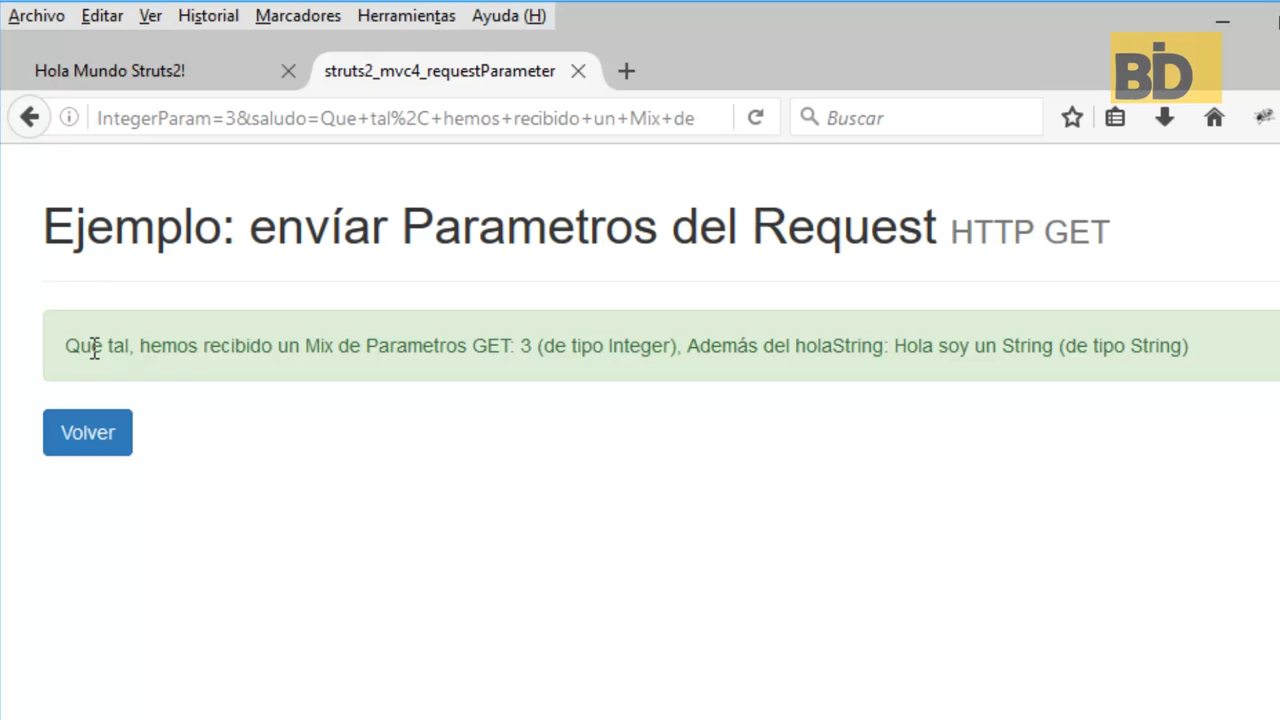 Archivo Editar Ver Historial Marcadores Herramientas Ayuda (H)
BID
Hola Mundo Struts2! struts2_mvc4_requestParameter
IntegerParam=3&saludo=Que+tal%2C+hemos+recibido+un+Mix+de Buscar
Ejemplo: envíar Parametros del Request HTTP GET
Que tal, hemos recibido un Mix de Parametros GET: 3 (de tipo Integer), Además del holaString: Hola soy un String (de tipo String)
Volver